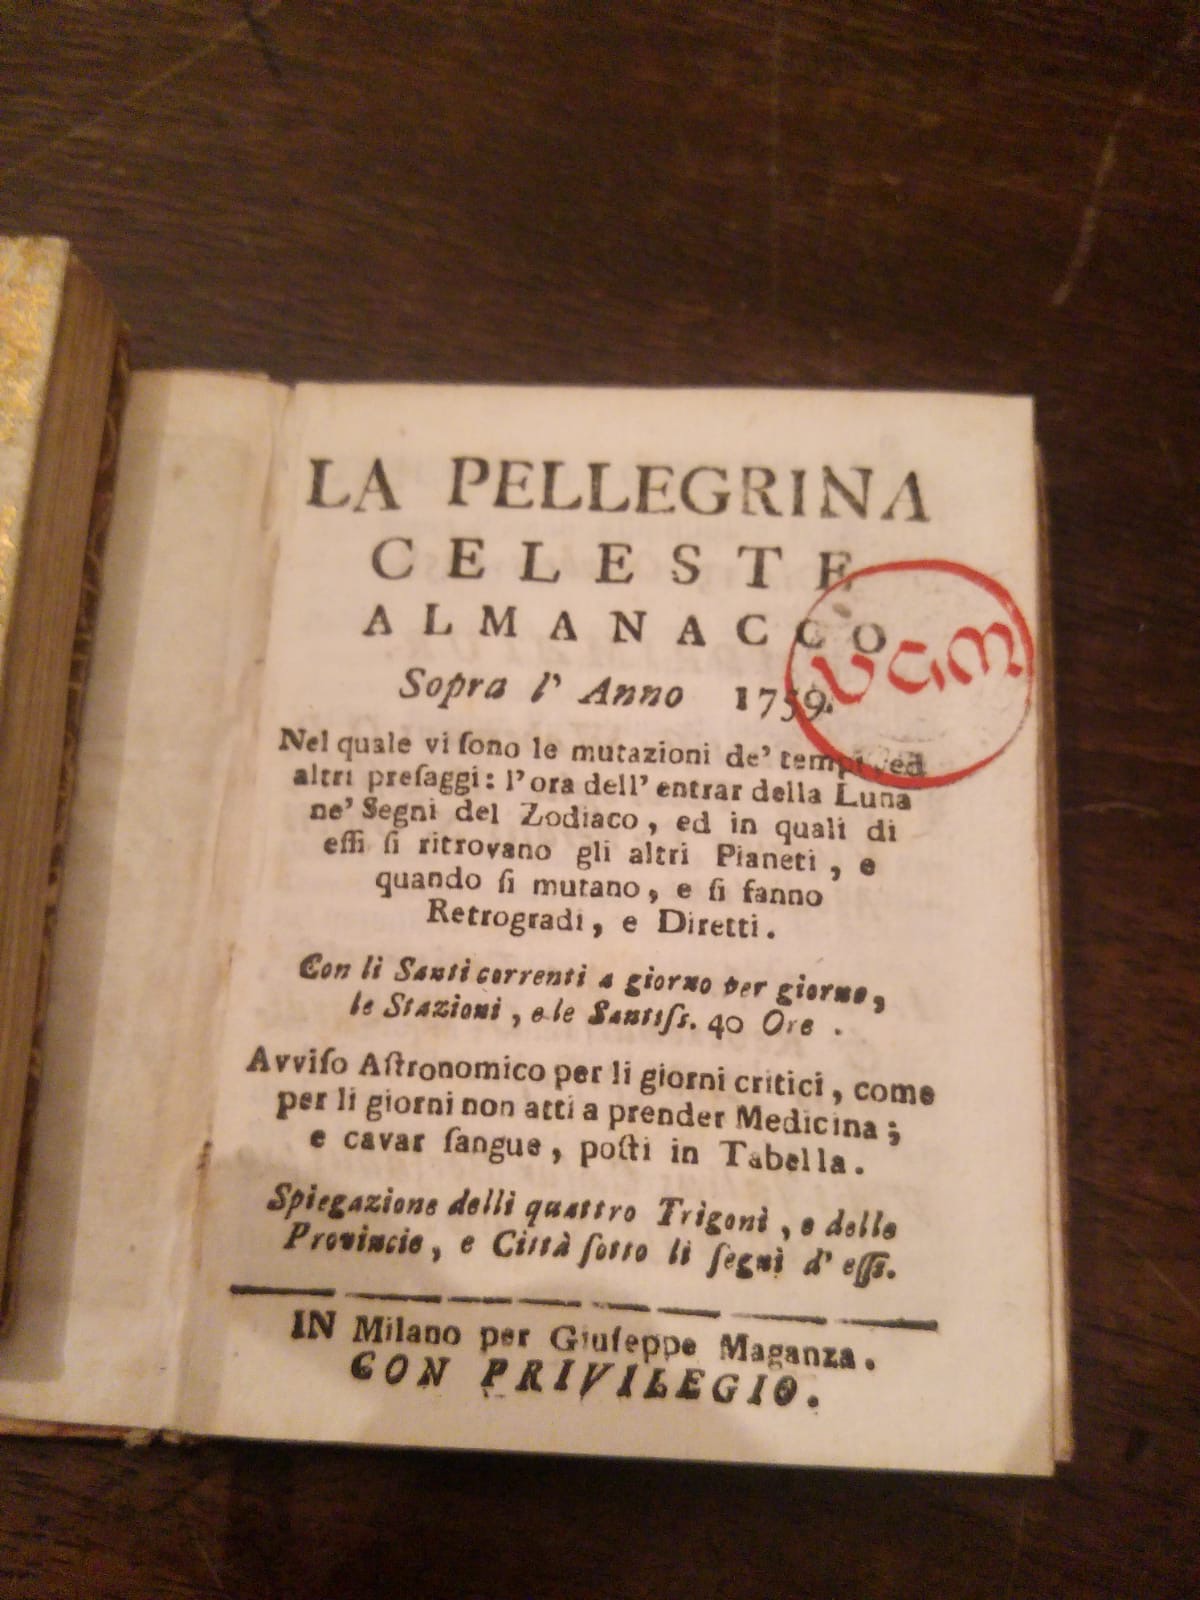 LA PELLEGRINA
CELESTE
ALMANACCO
Sopra l' Anno 1759.
VGM
Nel quale vi ſono le mutazioni de' tempi, ed
altri preſaggi: l'ora dell' entrar della Luna
ne' Segni del Zodiaco, ed in quali di
eſſi ſi ritrovano gli altri Pianeti, e
quando ſi mutano, e ſi fanno
Retrogradi, e Diretti.
Con li Santi correnti a giorno per giorno,
le Stazioni, e le Santiſs. 40 Ore.
Avviſo Aſtronomico per li giorni critici, come
per li giorni non atti a prender Medicina;
e cavar ſangue, poſti in Tabella.
Spiegazione delli quattro Trigoni, e delle
Provincie, e Città ſotto li ſegni d' eſſi.
IN Milano per Giuſeppe Maganza.
CON PRIVILEGIO.